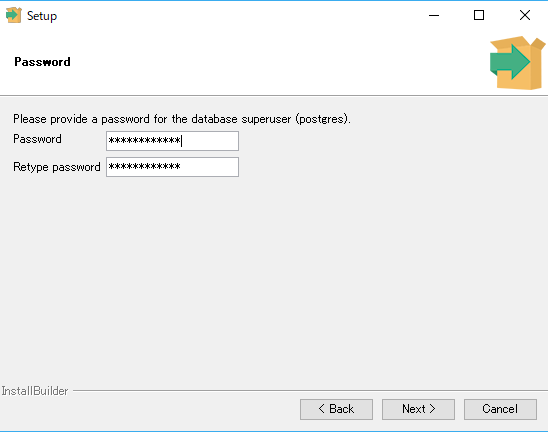 Setup
Password
Please provide a password for the database superuser (postgres).
Password ************
Retype password ************
InstallBuilder
< Back Next > Cancel